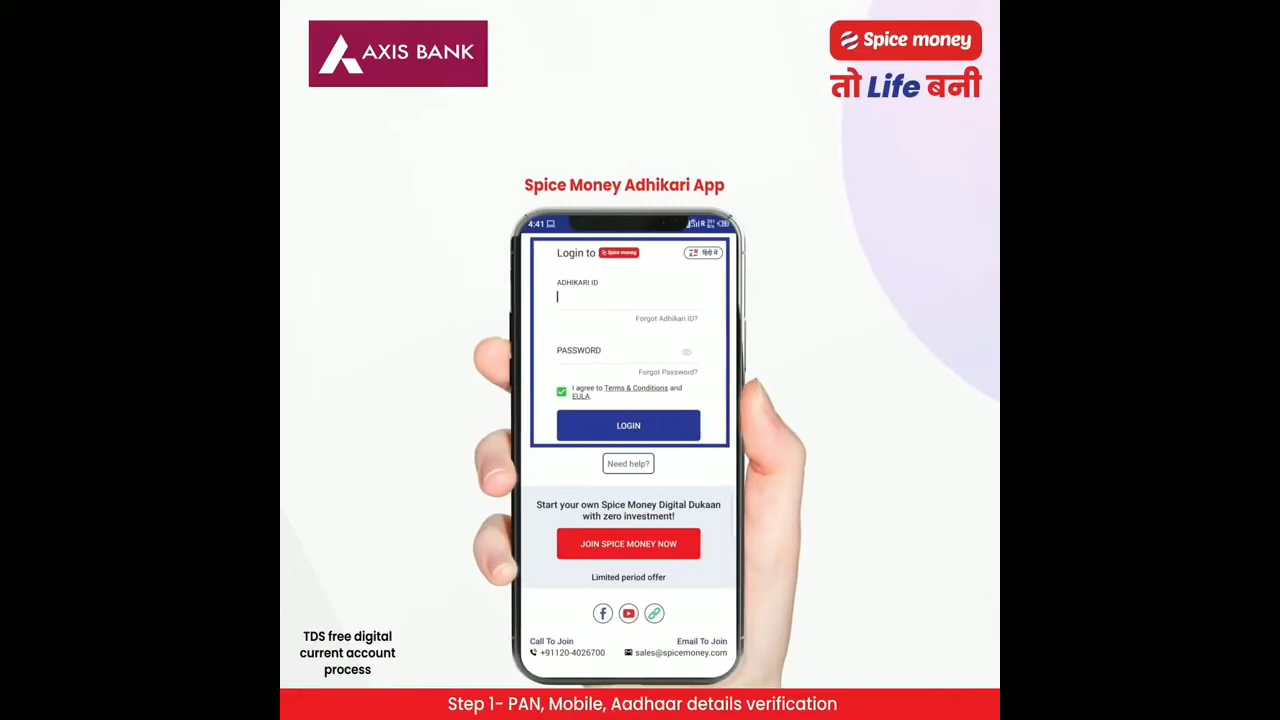 AXIS BANK
Spice money
तो Life बनी
Spice Money Adhikari App
4:41
Login to Spice money
हिंदी में
ADHIKARI ID
Forgot Adhikari ID?
PASSWORD
Forgot Password?
I agree to Terms & Conditions and
EULA.
LOGIN
Need help?
Start your own Spice Money Digital Dukaan
with zero investment!
JOIN SPICE MONEY NOW
Limited period offer
Call To Join
Email To Join
+91120-4026700
sales@spicemoney.com
TDS free digital
current account
process
Step 1- PAN, Mobile, Aadhaar details verification